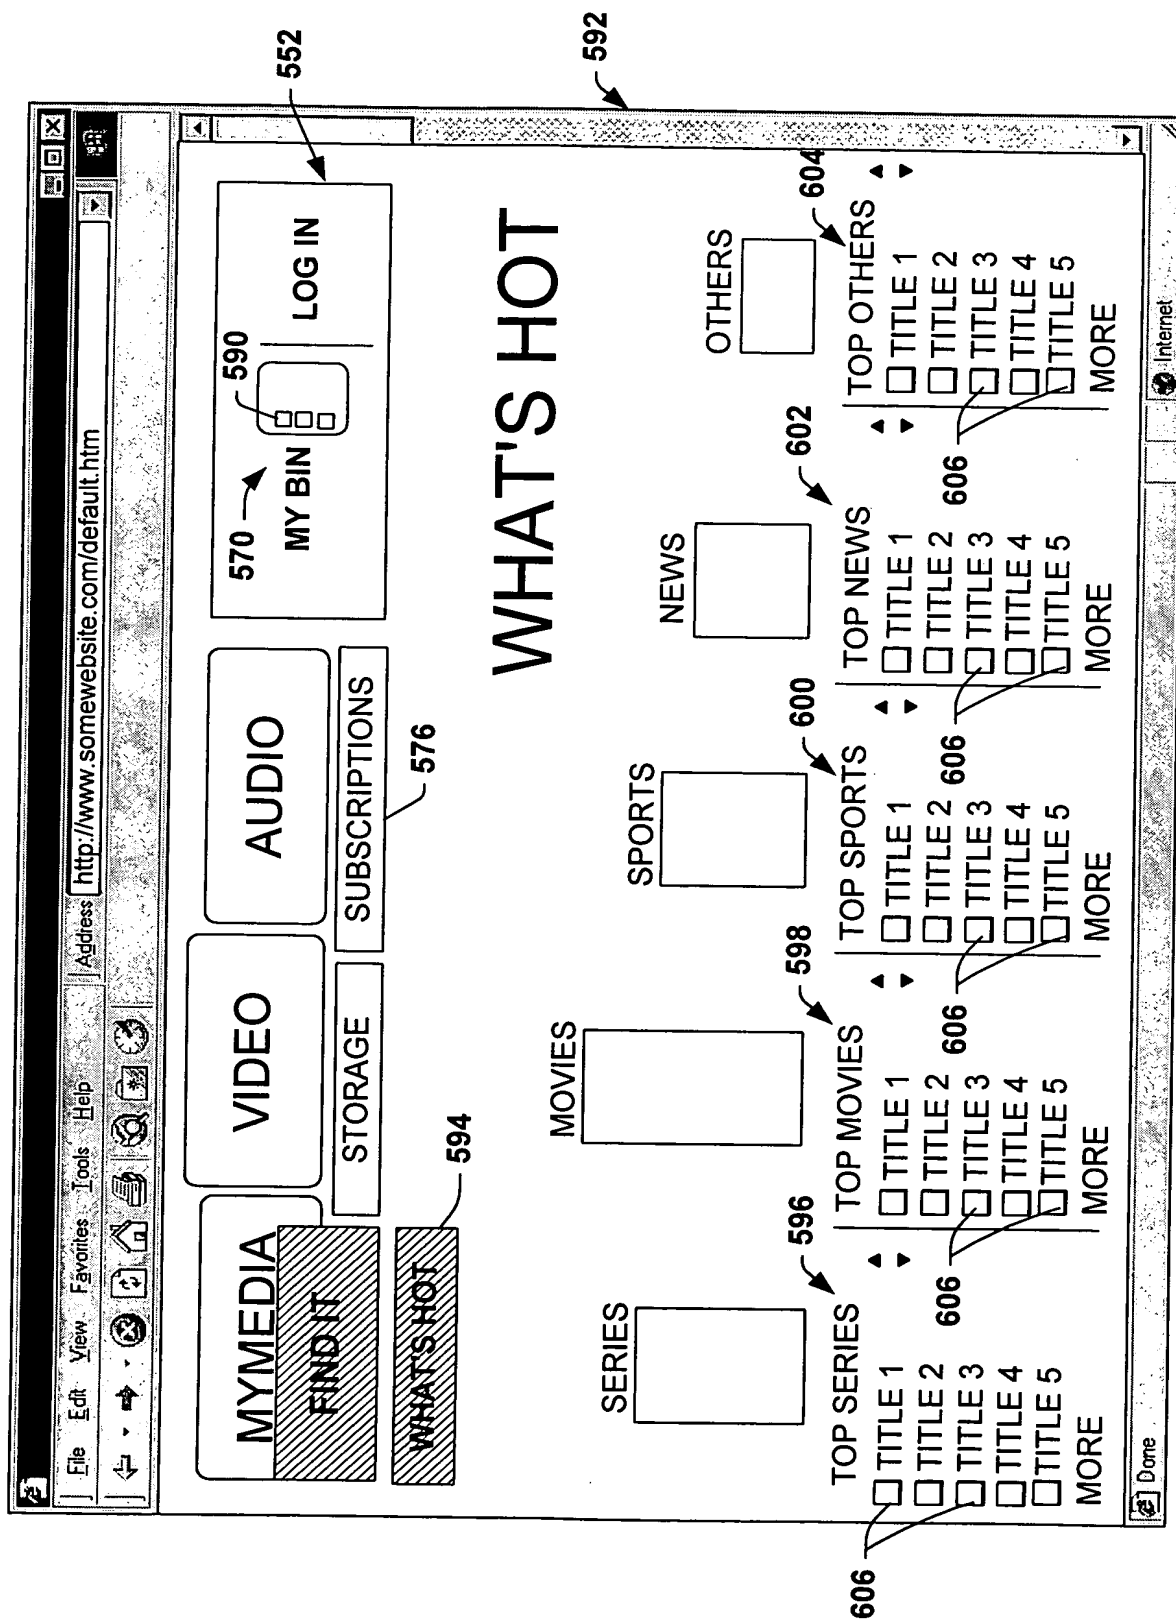 File Edit View Favorites Tools Help
Address http://www.somewebsite.com/default.htm
MYMEDIA
VIDEO
AUDIO
FIND IT
STORAGE
SUBSCRIPTIONS
WHAT'S HOT
594
576
570
MY BIN
590
LOG IN
552
592
WHAT'S HOT
SERIES
MOVIES
SPORTS
NEWS
OTHERS
596
598
600
602
604
TOP SERIES
TITLE 1
TITLE 2
TITLE 3
TITLE 4
TITLE 5
MORE
606
TOP MOVIES
TITLE 1
TITLE 2
TITLE 3
TITLE 4
TITLE 5
MORE
606
TOP SPORTS
TITLE 1
TITLE 2
TITLE 3
TITLE 4
TITLE 5
MORE
606
TOP NEWS
TITLE 1
TITLE 2
TITLE 3
TITLE 4
TITLE 5
MORE
606
TOP OTHERS
TITLE 1
TITLE 2
TITLE 3
TITLE 4
TITLE 5
MORE
606
Done
Internet